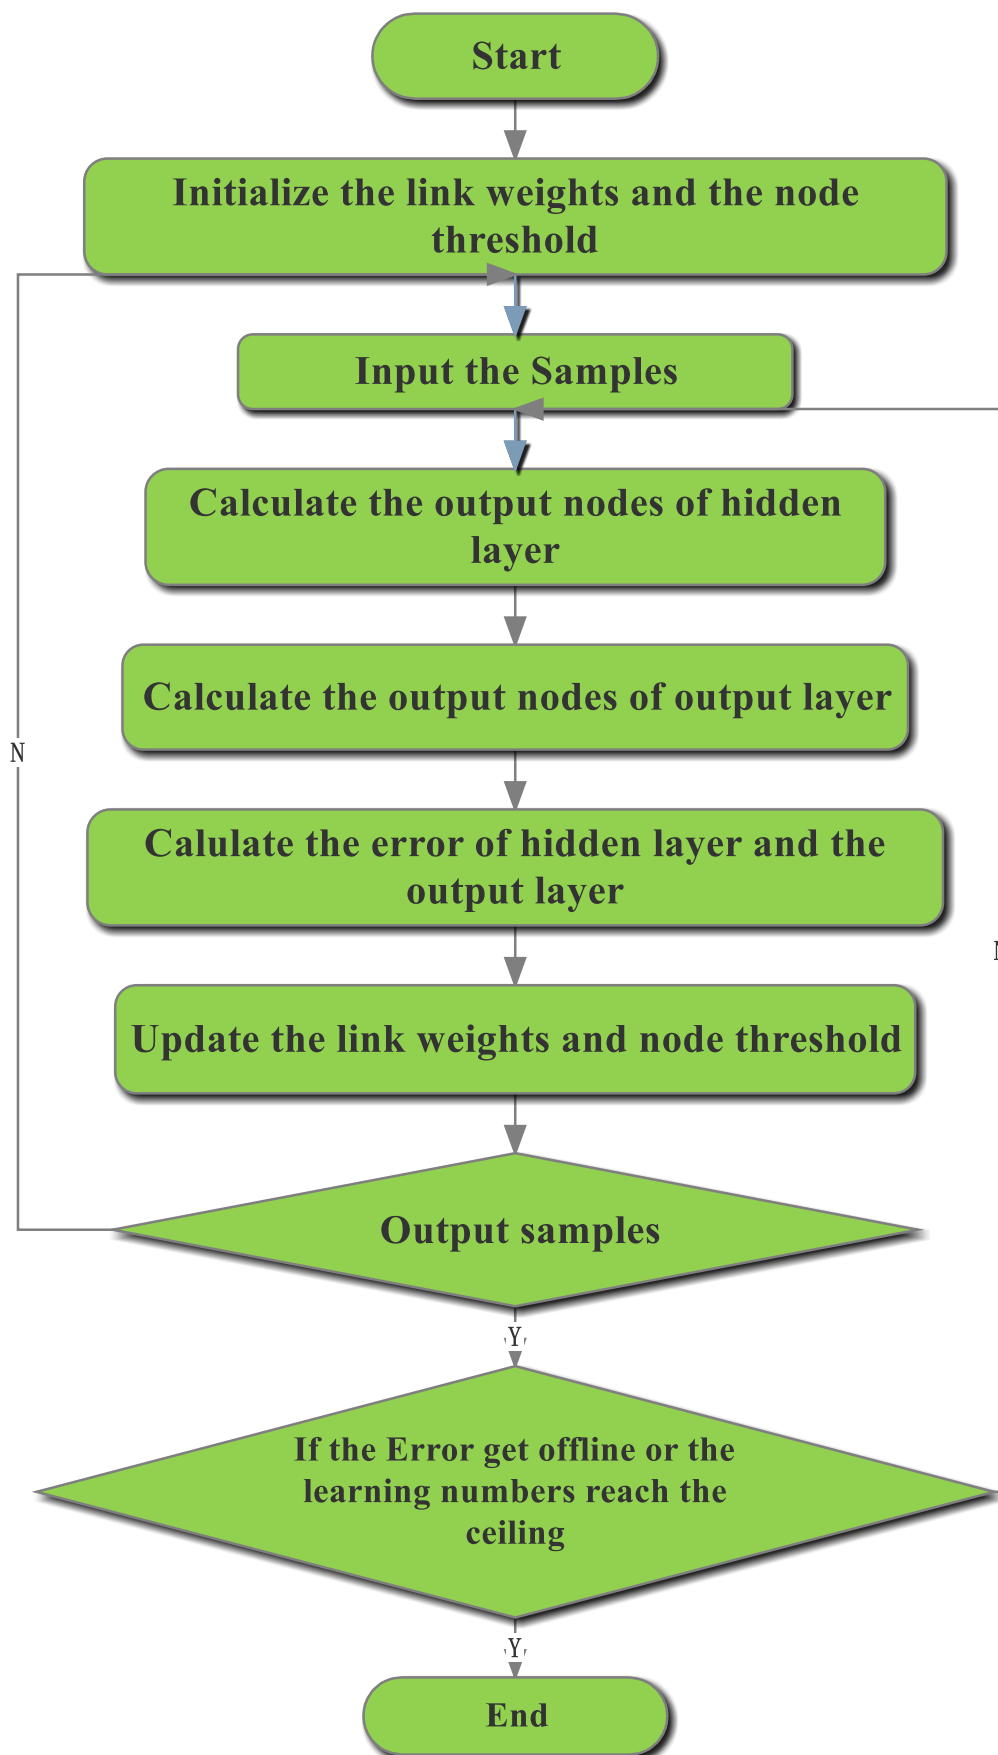 Start
Initialize the link weights and the node
threshold
Input the Samples
Calculate the output nodes of hidden
layer
Calculate the output nodes of output layer
N
Calulate the error of hidden layer and the
output layer
Update the link weights and node threshold
Output samples
Y
If the Error get offline or the
learning numbers reach the
ceiling
Y
End